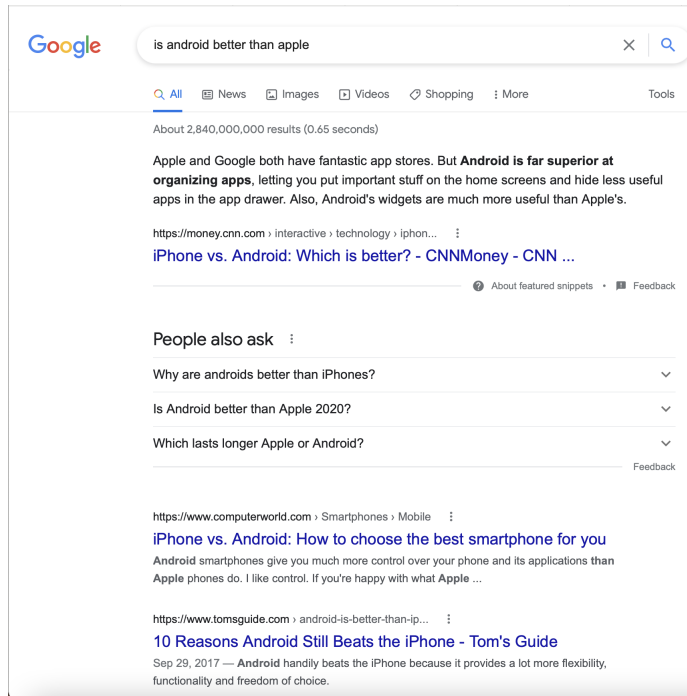 Google
is android better than apple
All News Images Videos Shopping More Tools
About 2,840,000,000 results (0.65 seconds)
Apple and Google both have fantastic app stores. But Android is far superior at
organizing apps, letting you put important stuff on the home screens and hide less useful
apps in the app drawer. Also, Android's widgets are much more useful than Apple's.
https://money.cnn.com › interactive › technology › iphon...
iPhone vs. Android: Which is better? - CNNMoney - CNN ...
About featured snippets • Feedback
People also ask
Why are androids better than iPhones?
Is Android better than Apple 2020?
Which lasts longer Apple or Android?
Feedback
https://www.computerworld.com › Smartphones › Mobile
iPhone vs. Android: How to choose the best smartphone for you
Android smartphones give you much more control over your phone and its applications than
Apple phones do. I like control. If you're happy with what Apple ...
https://www.tomsguide.com › android-is-better-than-ip...
10 Reasons Android Still Beats the iPhone - Tom's Guide
Sep 29, 2017 — Android handily beats the iPhone because it provides a lot more flexibility,
functionality and freedom of choice.